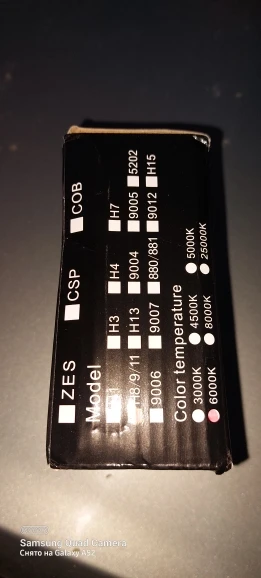 ZES CSP COB
Model
H3 H4 H7
H8/9/11 H13 9004 9005 5202
9006 9007 880/881 9012 H15
Color temperature
3000K 4500K 5000K
6000K 8000K 25000K
Samsung Quad Camera
Снято на Galaxy A52